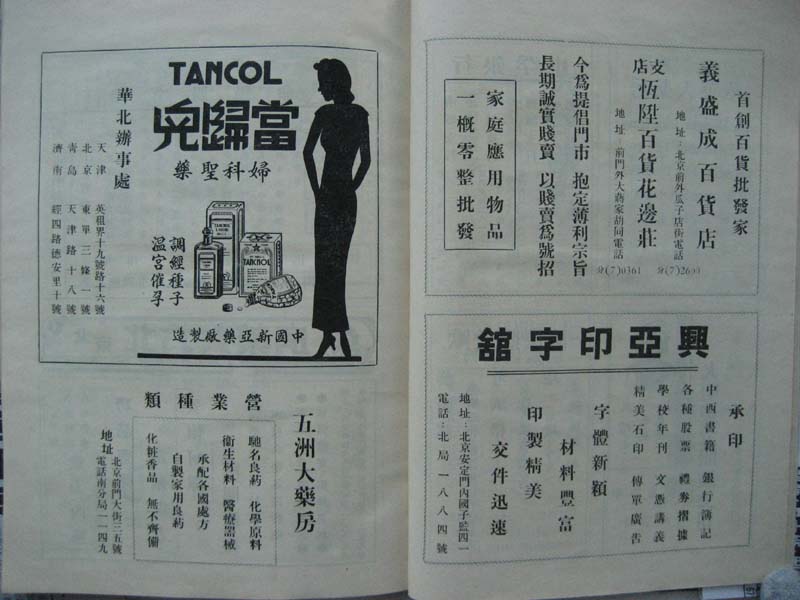 首創百貨批發家
義盛成百貨店
地址：北京前外瓜子店街電話
(7)26
支店
恆陞百貨花邊莊
地址：前門外大蔣家胡同電話
(7)0361
今為提倡門市 抱定薄利宗旨
長期誠實賤賣 以賤賣為號招
家庭應用物品
一概零整批發
興亞印字舘
承印
中西書籍 銀行簿記
各種股票 禮券摺據
學校年刊 文憑講義
精美石印 傳單廣告
字體新穎
材料豐富
印製精美
交件迅速
地址：北京安定門內國子監四一
電話：北局一八八四號
TANCOL
當歸兒
婦科聖藥
TANCOL
調經種子
溫宮催孕
中國新亞藥厰製造
華北辦事處
天津 英租界十九號路十六號
北京 東單三條一號
青島 天津路十八號
濟南 經四路德安里十號
五洲大藥房
營業種類
馳名良葯 化學原料
衞生材料 醫療器械
承配各國處方
自製家用良葯
化粧香品 無不齊備
地址 北京前門大街三五號
電話南分局一一四九